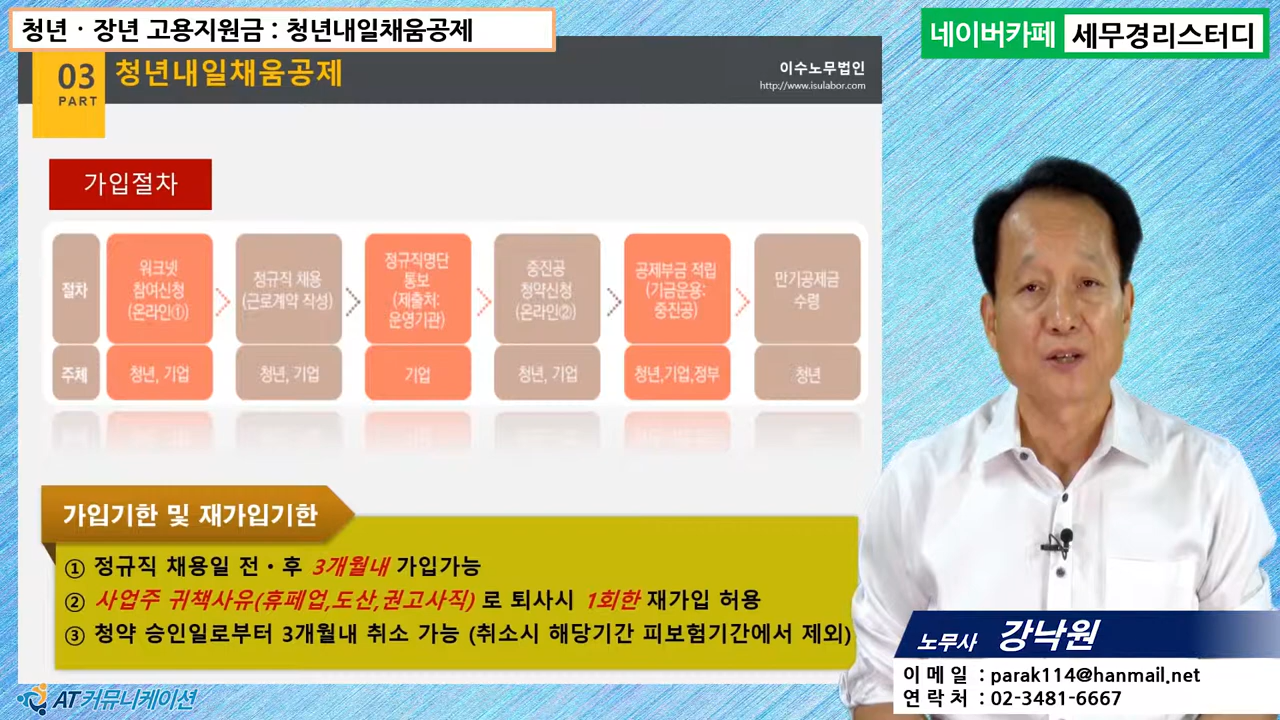 청년 · 장년 고용지원금 : 청년내일채움공제
네이버카페 세무경리스터디
03
PART
청년내일채움공제
이수노무법인
http://www.isulabor.com
가입절차
절차
워크넷
참여신청
(온라인①)
정규직 채용
(근로계약 작성)
정규직명단
통보
(제출처:
운영기관)
중진공
청약신청
(온라인②)
공제부금 적립
(기금운용:
중진공)
만기공제금
수령
주체
청년, 기업
청년, 기업
기업
청년, 기업
청년,기업,정부
청년
가입기한 및 재가입기한
① 정규직 채용일 전·후 3개월내 가입가능
② 사업주 귀책사유(휴폐업,도산,권고사직) 로 퇴사시 1회한 재가입 허용
③ 청약 승인일로부터 3개월내 취소 가능 (취소시 해당기간 피보험기간에서 제외)
노무사 강낙원
이 메 일 : parak114@hanmail.net
연 락 처 : 02-3481-6667
AT커뮤니케이션